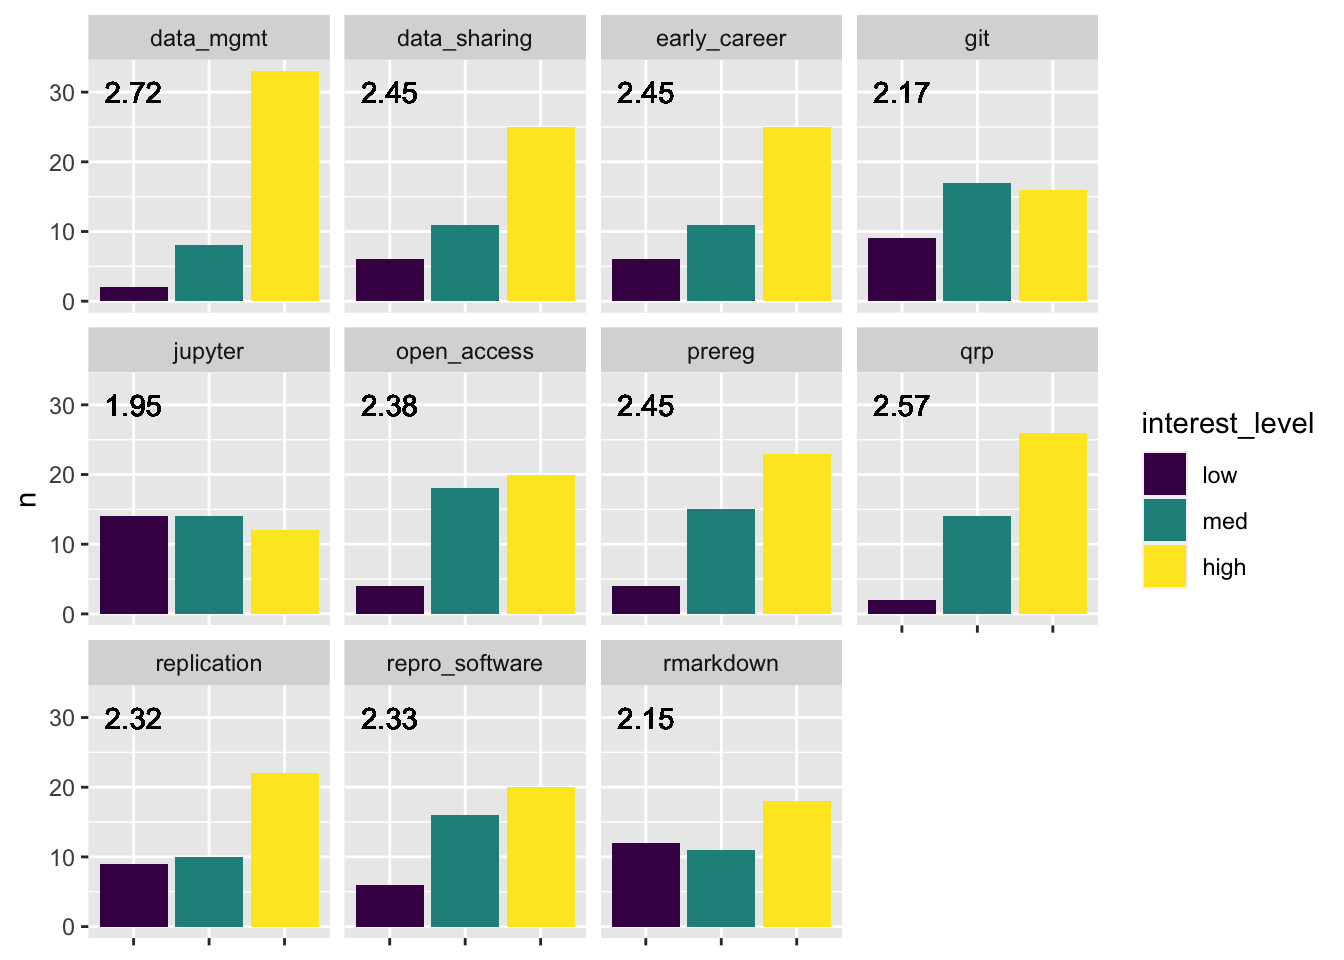 data_mgmt data_sharing early_career git
2.72 2.45 2.45 2.17
30
20
10
0
jupyter open_access prereg qrp
1.95 2.38 2.45 2.57
30
20
10
0
replication repro_software rmarkdown
2.32 2.33 2.15
30
20
10
0
n
interest_level
low
med
high